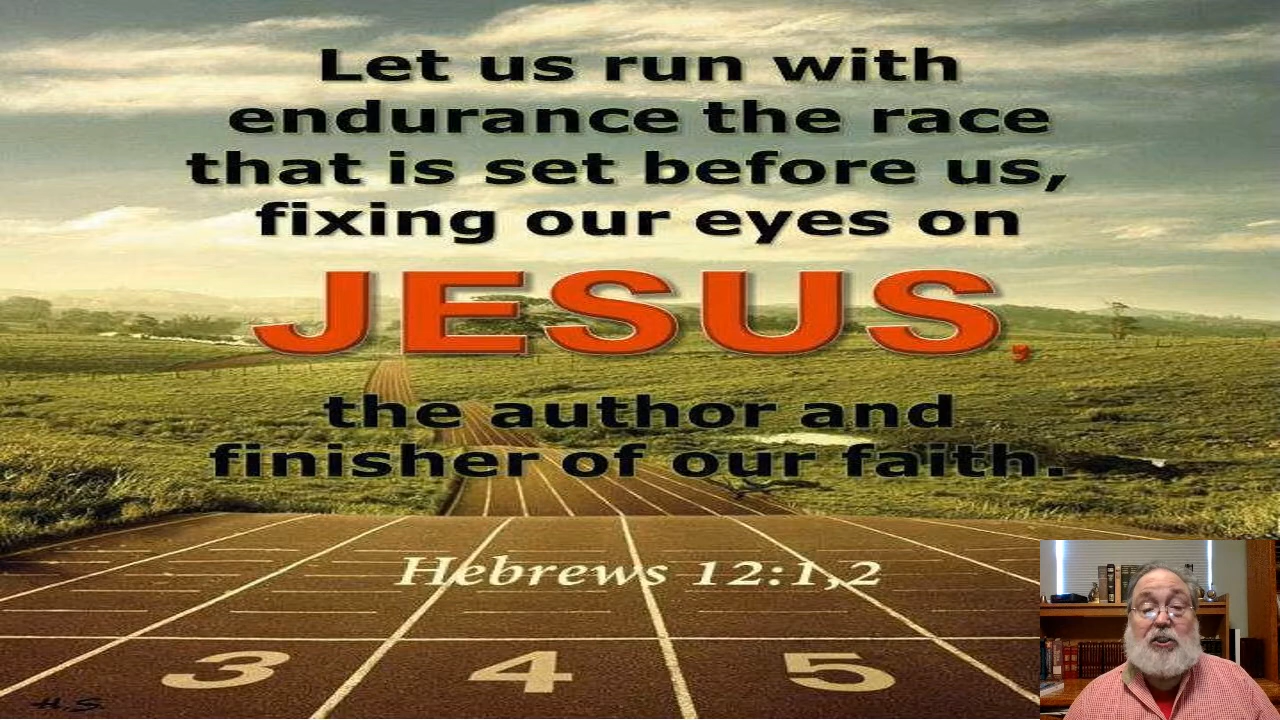 Let us run with
endurance the race
that is set before us,
fixing our eyes on
JESUS,
the author and
finisher of our faith.
Hebrews 12:1,2
3 4 5
H.S.